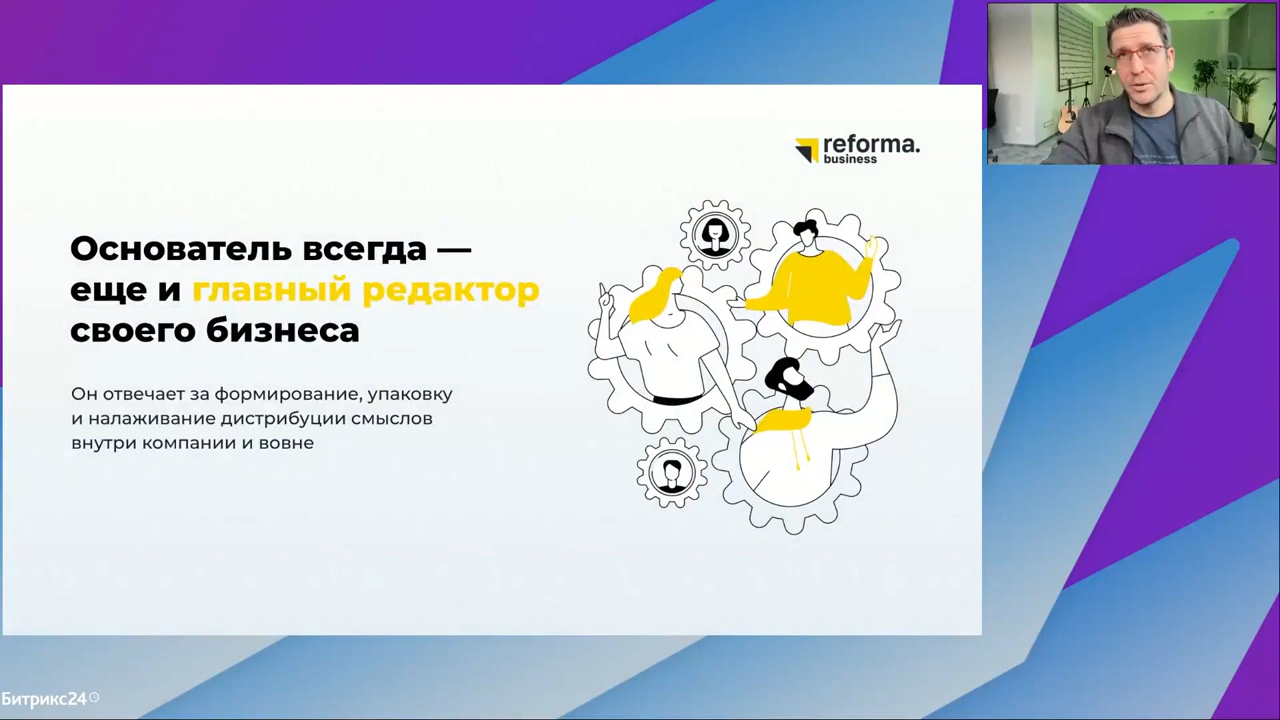 reforma.
business
Основатель всегда —
еще и главный редактор
своего бизнеса
Он отвечает за формирование, упаковку
и налаживание дистрибуции смыслов
внутри компании и вовне
Битрикс24